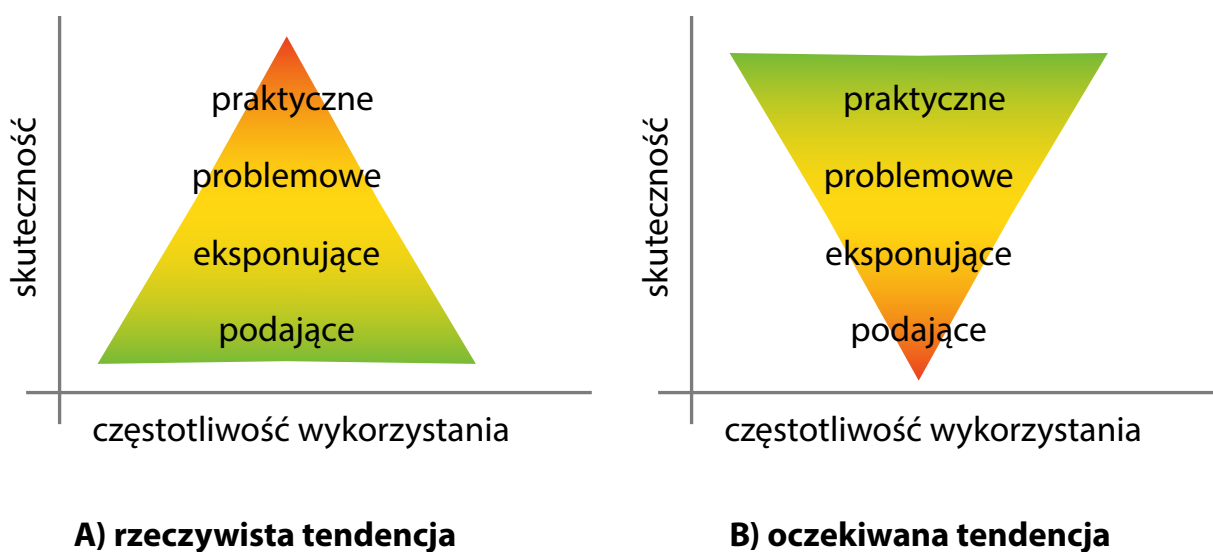 skuteczność
praktyczne
problemowe
eksponujące
podające
częstotliwość wykorzystania
A) rzeczywista tendencja
skuteczność
praktyczne
problemowe
eksponujące
podające
częstotliwość wykorzystania
B) oczekiwana tendencja